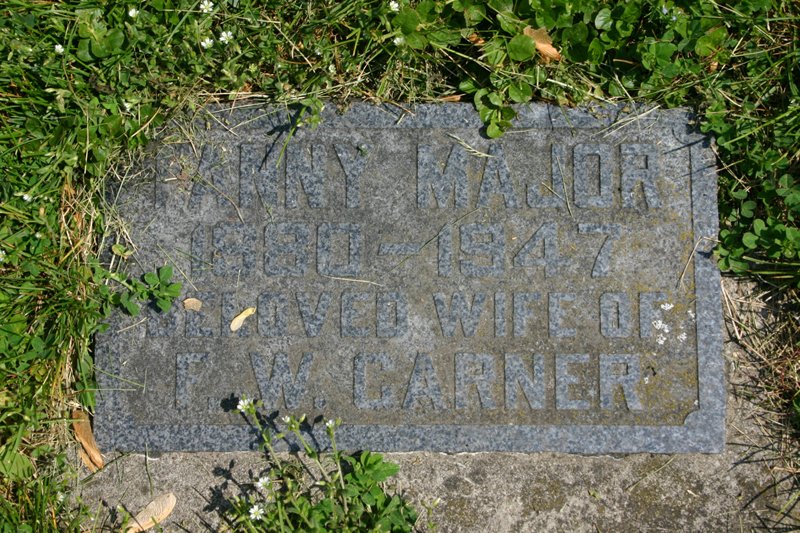 FANNY MAJOR
1880-1947
BELOVED WIFE OF
F. W. GARNER